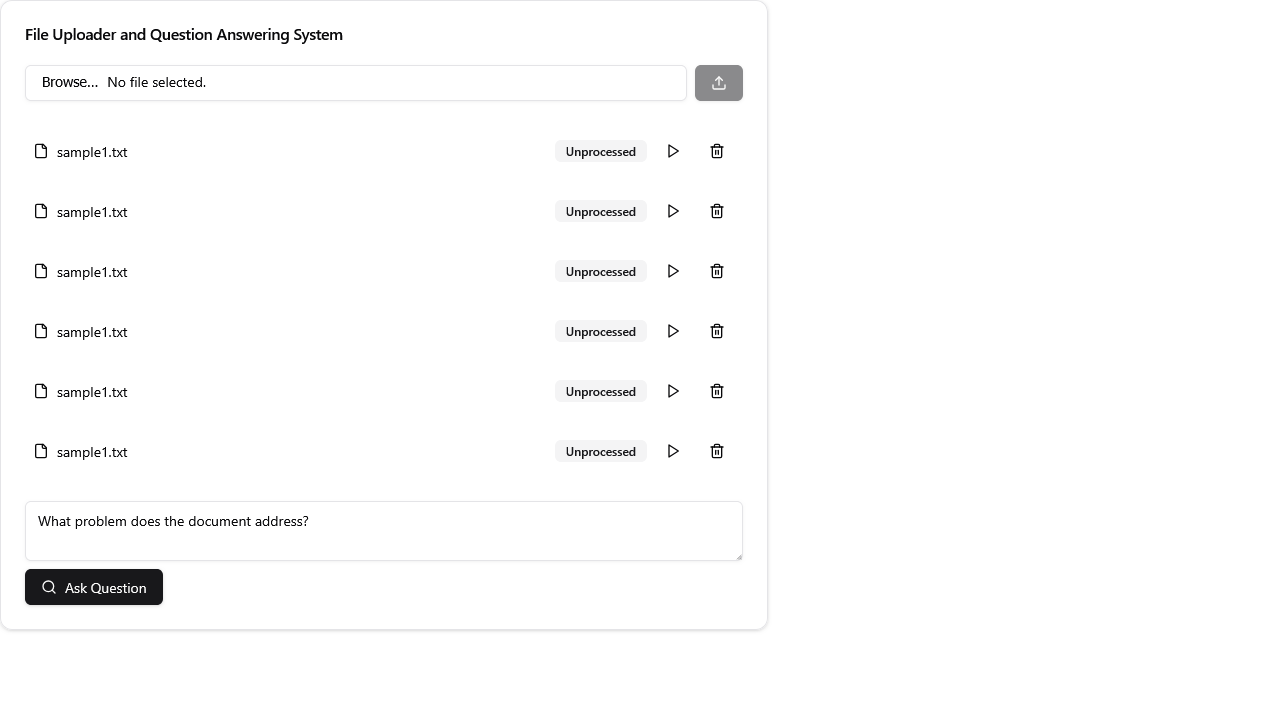 File Uploader and Question Answering System
Browse... No file selected.
sample1.txt Unprocessed
sample1.txt Unprocessed
sample1.txt Unprocessed
sample1.txt Unprocessed
sample1.txt Unprocessed
sample1.txt Unprocessed
What problem does the document address?
Ask Question